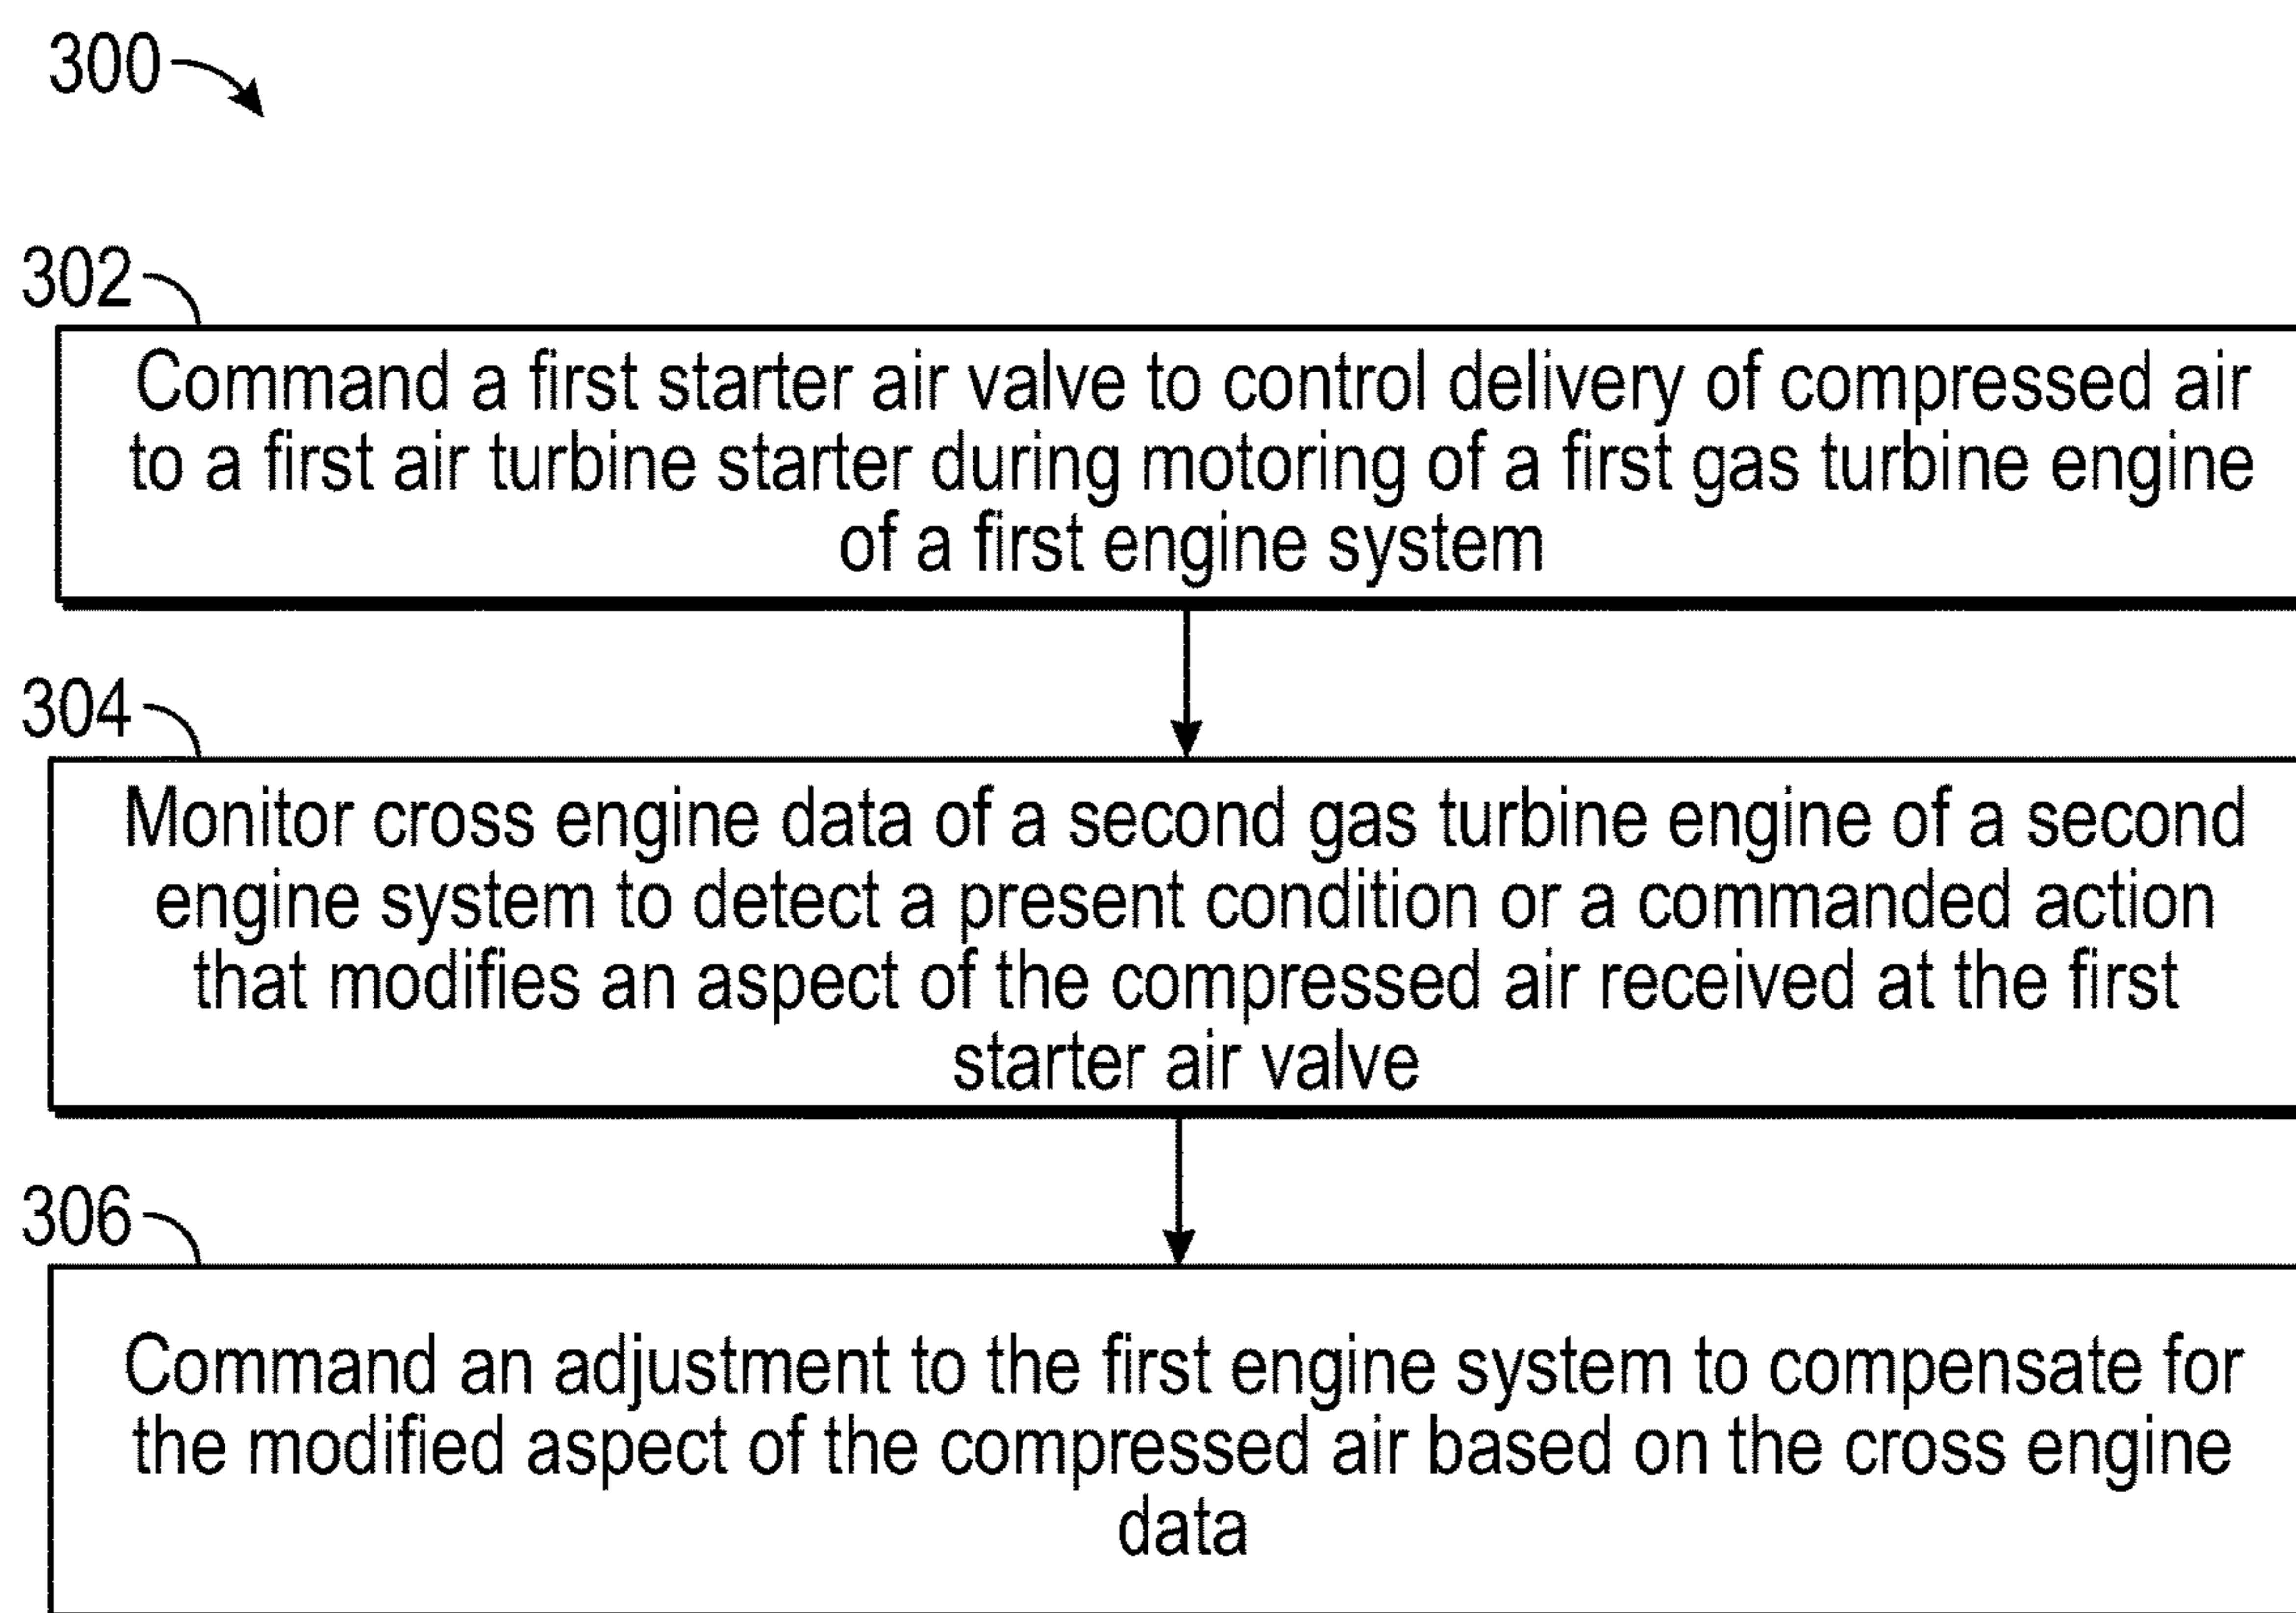 300
302
Command a first starter air valve to control delivery of compressed air
to a first air turbine starter during motoring of a first gas turbine engine
of a first engine system
304
Monitor cross engine data of a second gas turbine engine of a second
engine system to detect a present condition or a commanded action
that modifies an aspect of the compressed air received at the first
starter air valve
306
Command an adjustment to the first engine system to compensate for
the modified aspect of the compressed air based on the cross engine
data